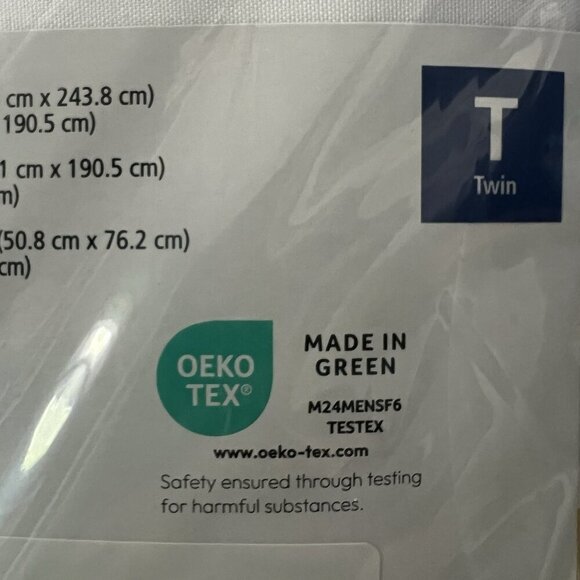 cm x 243.8 cm)
190.5 cm)
1 cm x 190.5 cm)
m)
(50.8 cm x 76.2 cm)
cm)
T
Twin
OEKO
TEX®
MADE IN
GREEN
M24MENSF6
TESTEX
www.oeko-tex.com
Safety ensured through testing
for harmful substances.